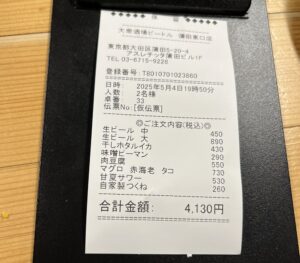 大衆酒場ビートル 蒲田東口店
東京都大田区蒲田5-20-4
アスレチッタ蒲田ビル1F
TEL 03-6715-9226
登録番号: T8010701023860
日時: 2025年5月4日19時50分
人数: 2名様
卓番: 33
伝票No: [仮伝票]
◎ご注文内容(税込)◎
生ビール 中 450
生ビール 大 890
干しホタルイカ 430
味噌ピーマン 290
肉豆腐 550
マグロ 赤海老 タコ 730
甘夏サワー 530
自家製つくね 260
合計金額: 4,130円